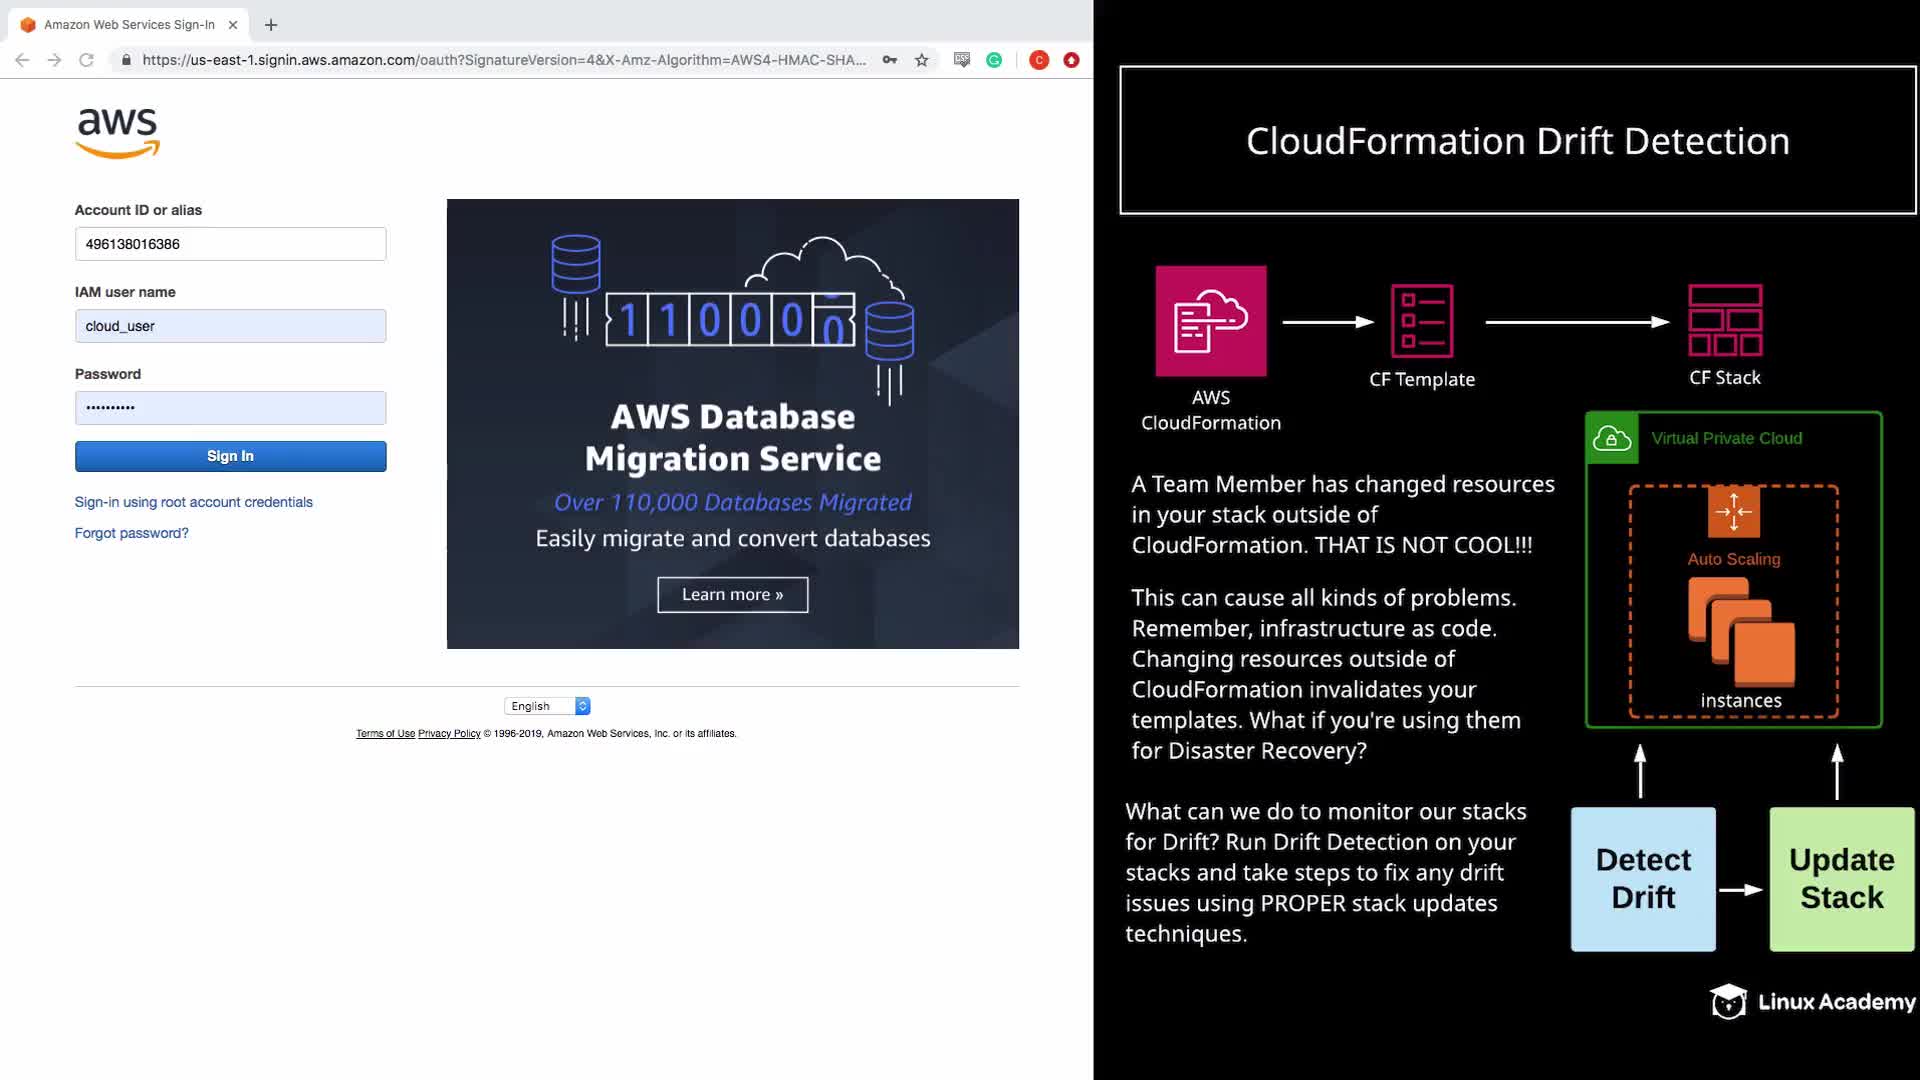 Amazon Web Services Sign-In
https://us-east-1.signin.aws.amazon.com/oauth?SignatureVersion=4&X-Amz-Algorithm=AWS4-HMAC-SHA...
C
aws
Account ID or alias
496138016386
IAM user name
cloud_user
Password
••••••••••
Sign In
Sign-in using root account credentials
Forgot password?
110000
AWS Database
Migration Service
Over 110,000 Databases Migrated
Easily migrate and convert databases
Learn more »
English
Terms of Use Privacy Policy © 1996-2019, Amazon Web Services, Inc. or its affiliates.
CloudFormation Drift Detection
AWS
CloudFormation
CF Template
CF Stack
Virtual Private Cloud
Auto Scaling
instances
A Team Member has changed resources
in your stack outside of
CloudFormation. THAT IS NOT COOL!!!
This can cause all kinds of problems.
Remember, infrastructure as code.
Changing resources outside of
CloudFormation invalidates your
templates. What if you're using them
for Disaster Recovery?
What can we do to monitor our stacks
for Drift? Run Drift Detection on your
stacks and take steps to fix any drift
issues using PROPER stack updates
techniques.
Detect
Drift
Update
Stack
Linux Academy